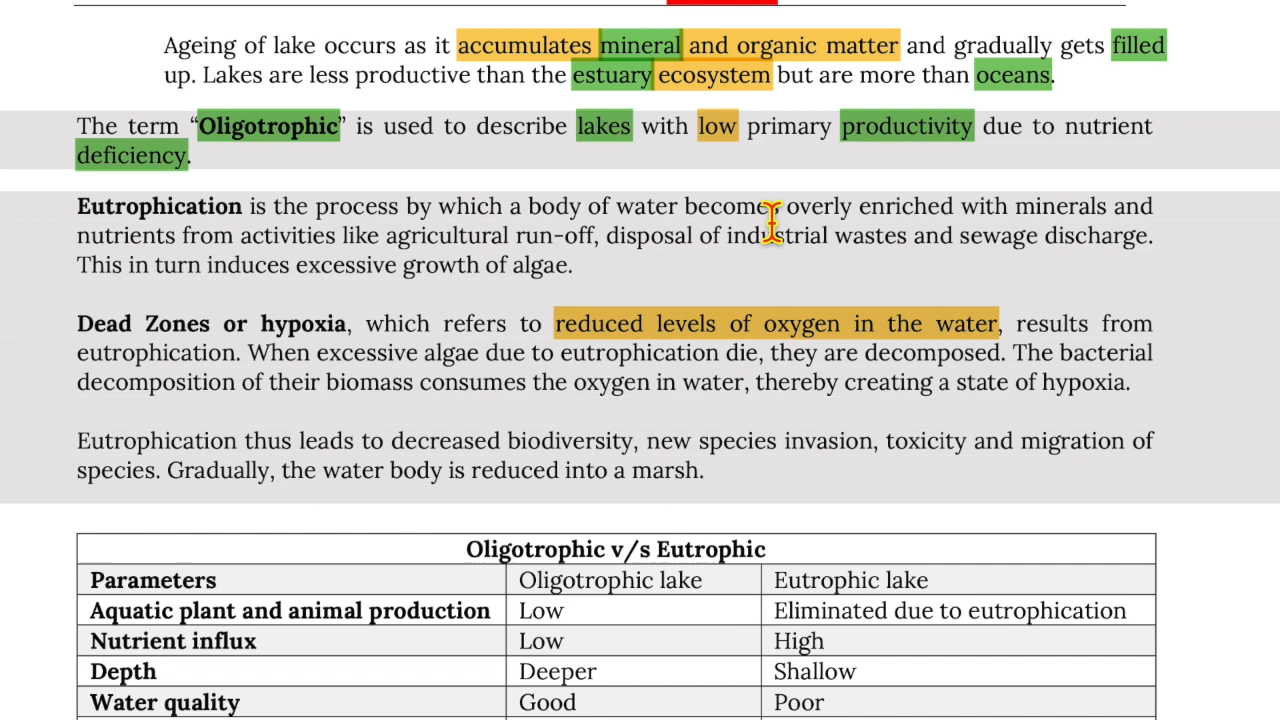 Ageing of lake occurs as it accumulates mineral and organic matter and gradually gets filled
up. Lakes are less productive than the estuary ecosystem but are more than oceans.
The term “Oligotrophic” is used to describe lakes with low primary productivity due to nutrient
deficiency.
Eutrophication is the process by which a body of water becomes overly enriched with minerals and
nutrients from activities like agricultural run-off, disposal of industrial wastes and sewage discharge.
This in turn induces excessive growth of algae.
Dead Zones or hypoxia, which refers to reduced levels of oxygen in the water, results from
eutrophication. When excessive algae due to eutrophication die, they are decomposed. The bacterial
decomposition of their biomass consumes the oxygen in water, thereby creating a state of hypoxia.
Eutrophication thus leads to decreased biodiversity, new species invasion, toxicity and migration of
species. Gradually, the water body is reduced into a marsh.
Oligotrophic v/s Eutrophic
Parameters Oligotrophic lake Eutrophic lake
Aquatic plant and animal production Low Eliminated due to eutrophication
Nutrient influx Low High
Depth Deeper Shallow
Water quality Good Poor